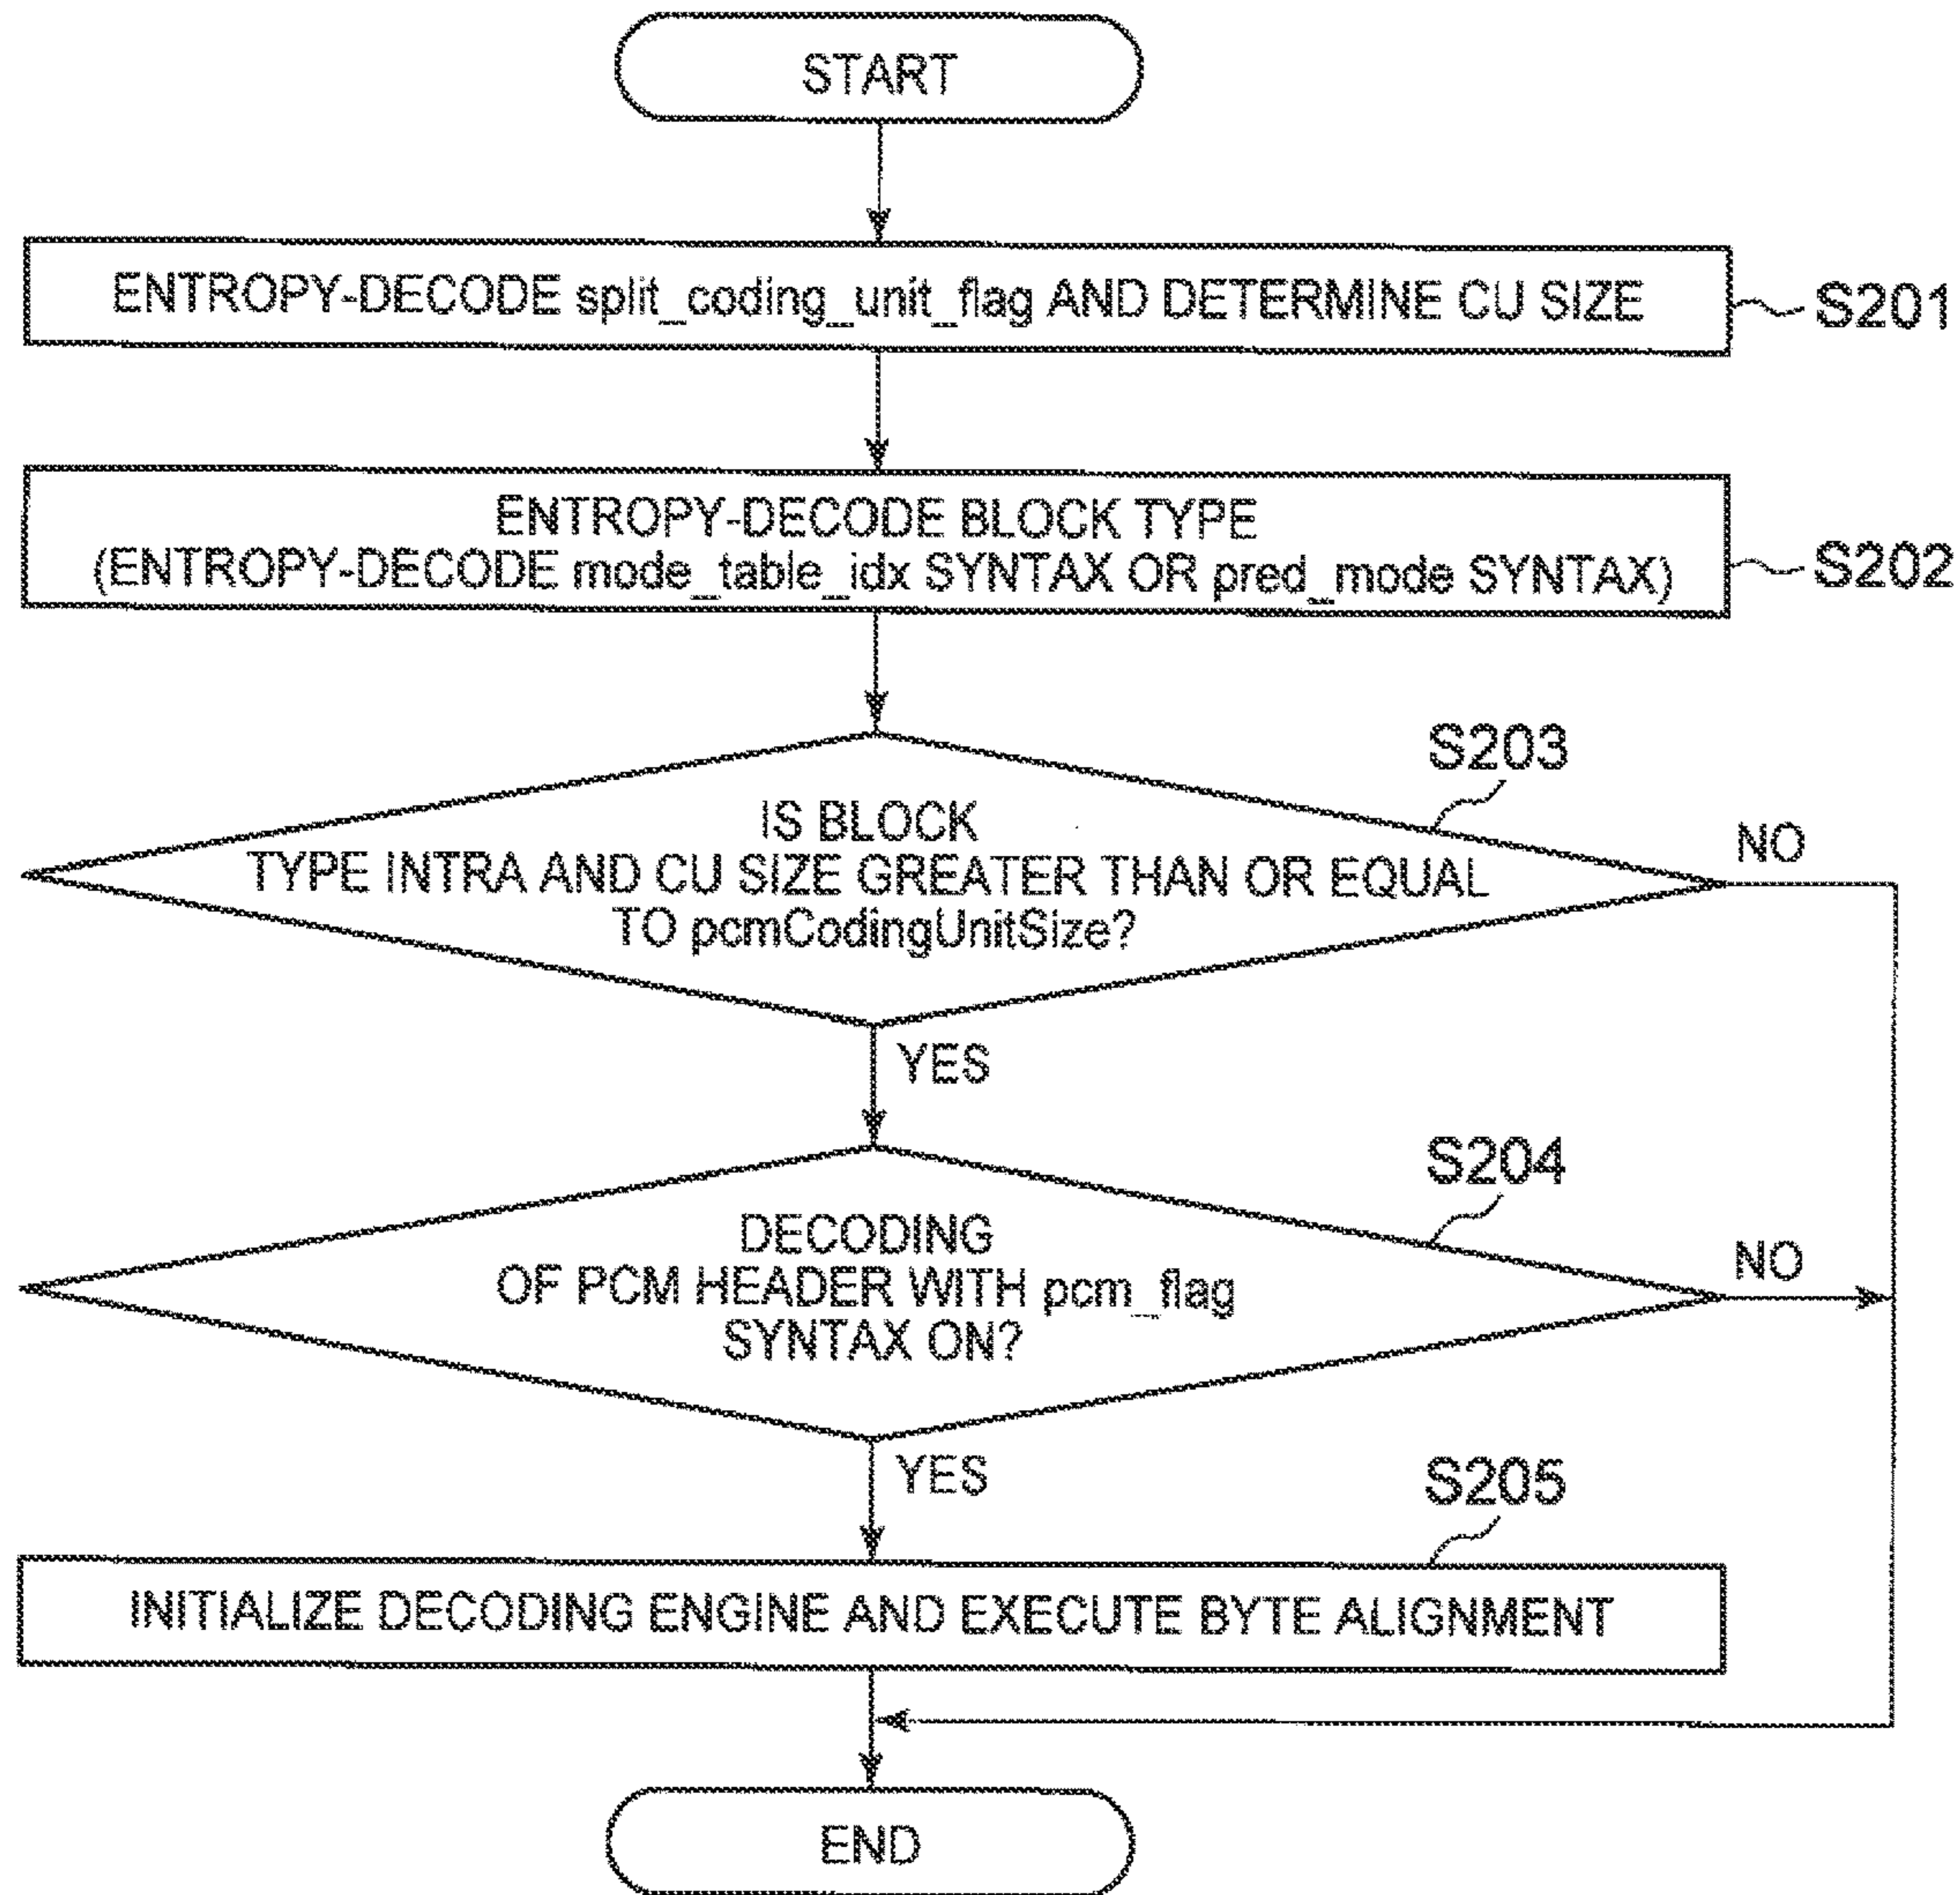 START
ENTROPY-DECODE split_coding_unit_flag AND DETERMINE CU SIZE
S201
ENTROPY-DECODE BLOCK TYPE
(ENTROPY-DECODE mode_table_idx SYNTAX OR pred_mode SYNTAX)
S202
S203
IS BLOCK
TYPE INTRA AND CU SIZE GREATER THAN OR EQUAL
TO pcmCodingUnitSize?
NO
YES
S204
DECODING
OF PCM HEADER WITH pcm_flag
SYNTAX ON?
NO
YES
S205
INITIALIZE DECODING ENGINE AND EXECUTE BYTE ALIGNMENT
END